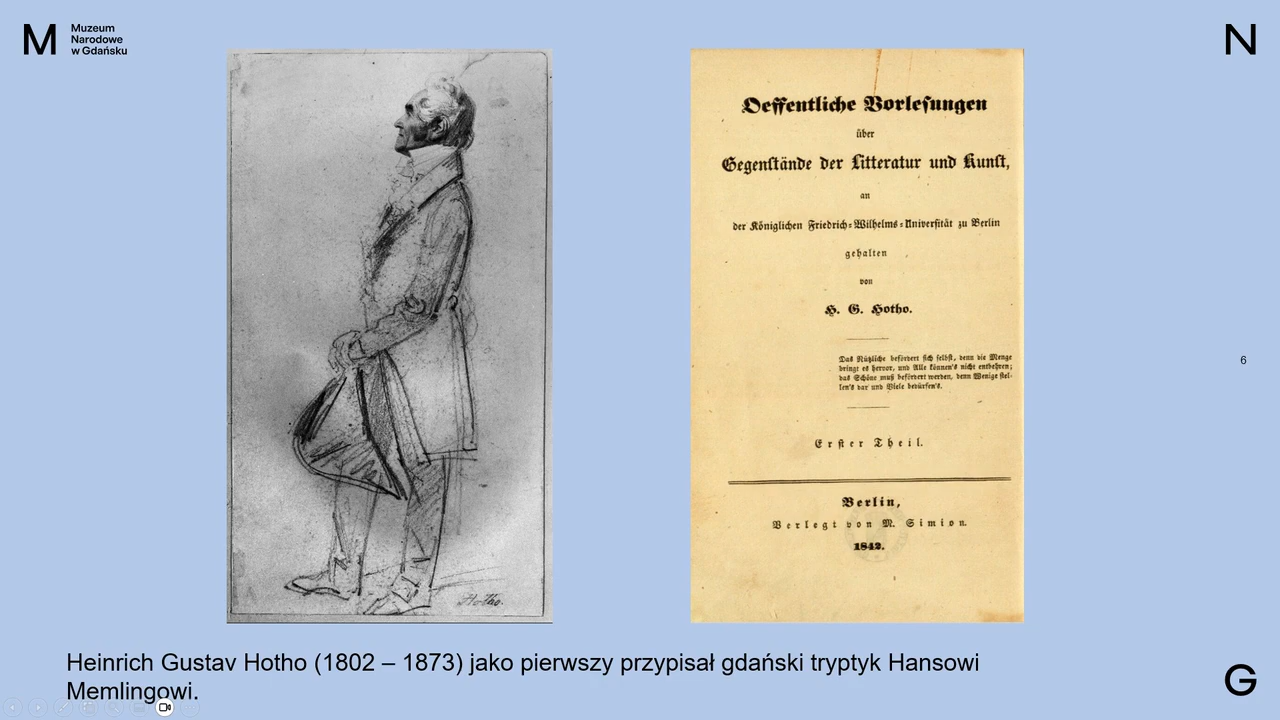 M
Muzeum
Narodowe
w Gdańsku
N
Hotho.
Oeffentliche Vorlesungen
über
Gegenstände der Litteratur und Kunst,
an
der Königlichen Friedrich-Wilhelms-Universität zu Berlin
gehalten
von
H. G. Hotho.
Das Nützliche befördert sich selbst, denn die Menge
bringt es hervor, und Alle können's nicht entbehren;
das Schöne muß befördert werden, denn Wenige stel-
len's dar und Viele bedürfen's.
Erster Theil.
Berlin,
Verlegt von M. Simion.
1842.
6
Heinrich Gustav Hotho (1802 – 1873) jako pierwszy przypisał gdański tryptyk Hansowi
Memlingowi.
G